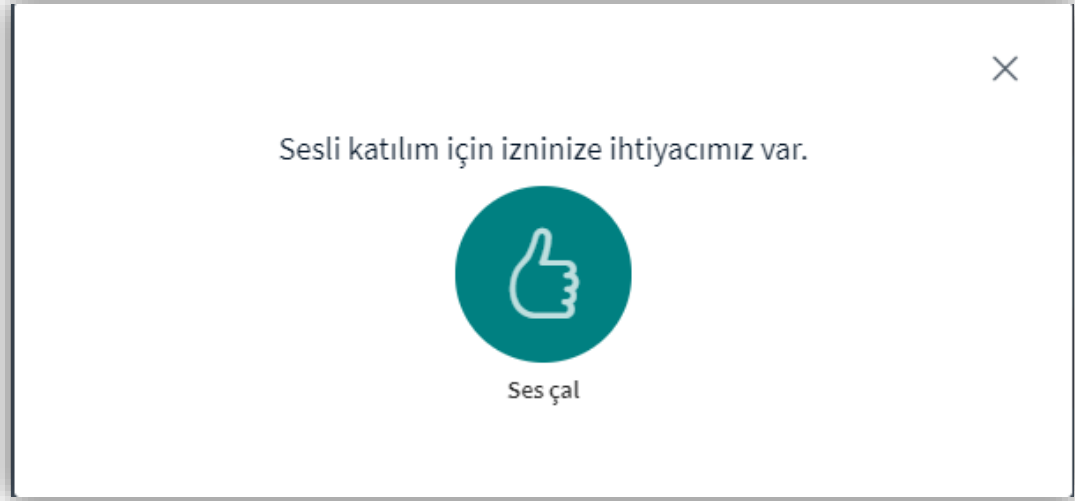 Sesli katılım için izninize ihtiyacımız var.
Ses çal